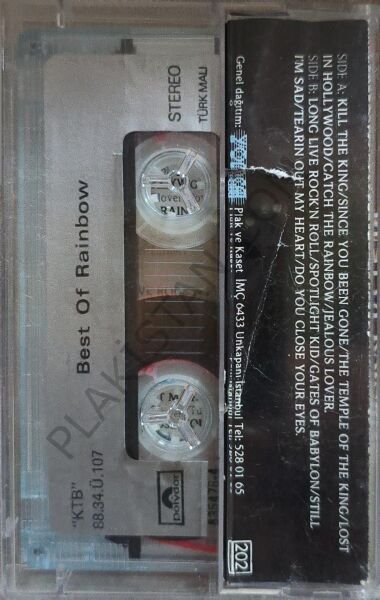 SIDE A: KILL THE KING/SINCE YOU BEEN GONE/THE TEMPLE OF THE KING/LOST
IN HOLLYWOOD/CATCH THE RAINBOW/JEALOUS LOVER.
SIDE B: LONG LIVE ROCK'N ROLL/SPOTLIGHT KID/GATES OF BABYLON/STILL
I'M SAD/TEARIN OUT MY HEART/DO YOU CLOSE YOUR EYES.
Genel dağıtım: Plak ve Kaset İMÇ 6433 Unkapanı-İstanbul Tel: 528 01 65
202
STEREO
TÜRK MALI
Best Of Rainbow
"KTB"
88.34.Ü.107
polydor
PLAKİSTAN